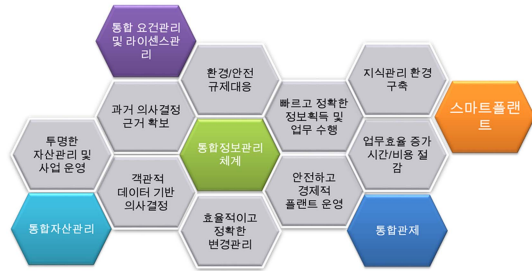 통합 요건관리
및 라이센스관
리
환경/안전
규제대응
지식관리 환경
구축
과거 의사결정
근거 확보
빠르고 정확한
정보획득 및
업무 수행
스마트플랜
트
투명한
자산관리 및
사업 운영
통합정보관리
체계
업무효율 증가
시간/비용 절
감
객관적
데이터 기반
의사결정
안전하고
경제적
플랜트 운영
통합자산관리
효율적이고
정확한
변경관리
통합관제